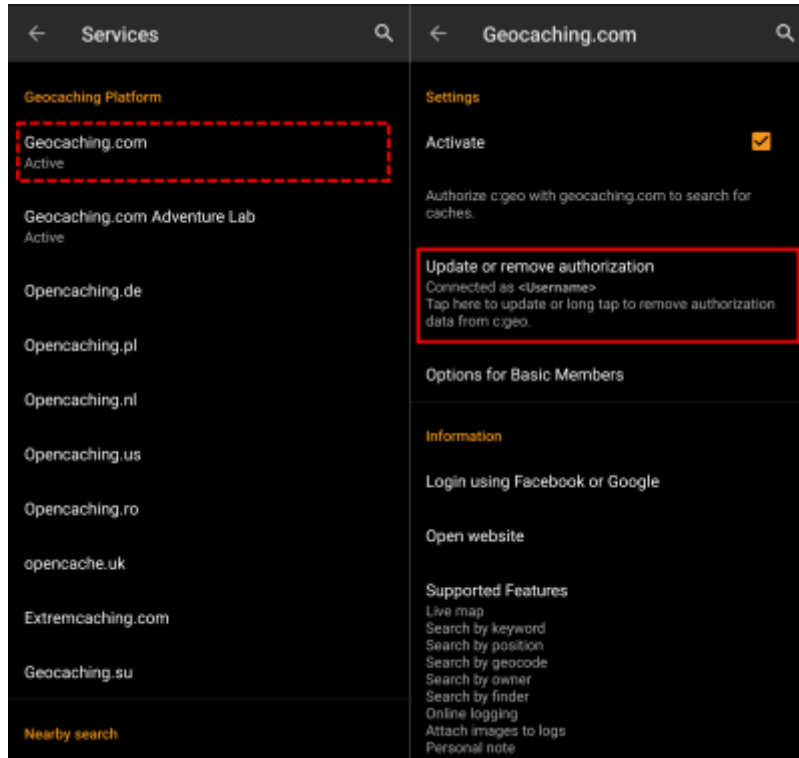 Services
Geocaching Platform
Geocaching.com
Active
Geocaching.com Adventure Lab
Active
Opencaching.de
Opencaching.pl
Opencaching.nl
Opencaching.us
Opencaching.ro
opencache.uk
Extremcaching.com
Geocaching.su
Nearby search
Geocaching.com
Settings
Activate
Authorize c:geo with geocaching.com to search for
caches.
Update or remove authorization
Connected as <Username>
Tap here to update or long tap to remove authorization
data from c:geo.
Options for Basic Members
Information
Login using Facebook or Google
Open website
Supported Features
Live map
Search by keyword
Search by position
Search by geocode
Search by owner
Search by finder
Online logging
Attach images to logs
Personal note